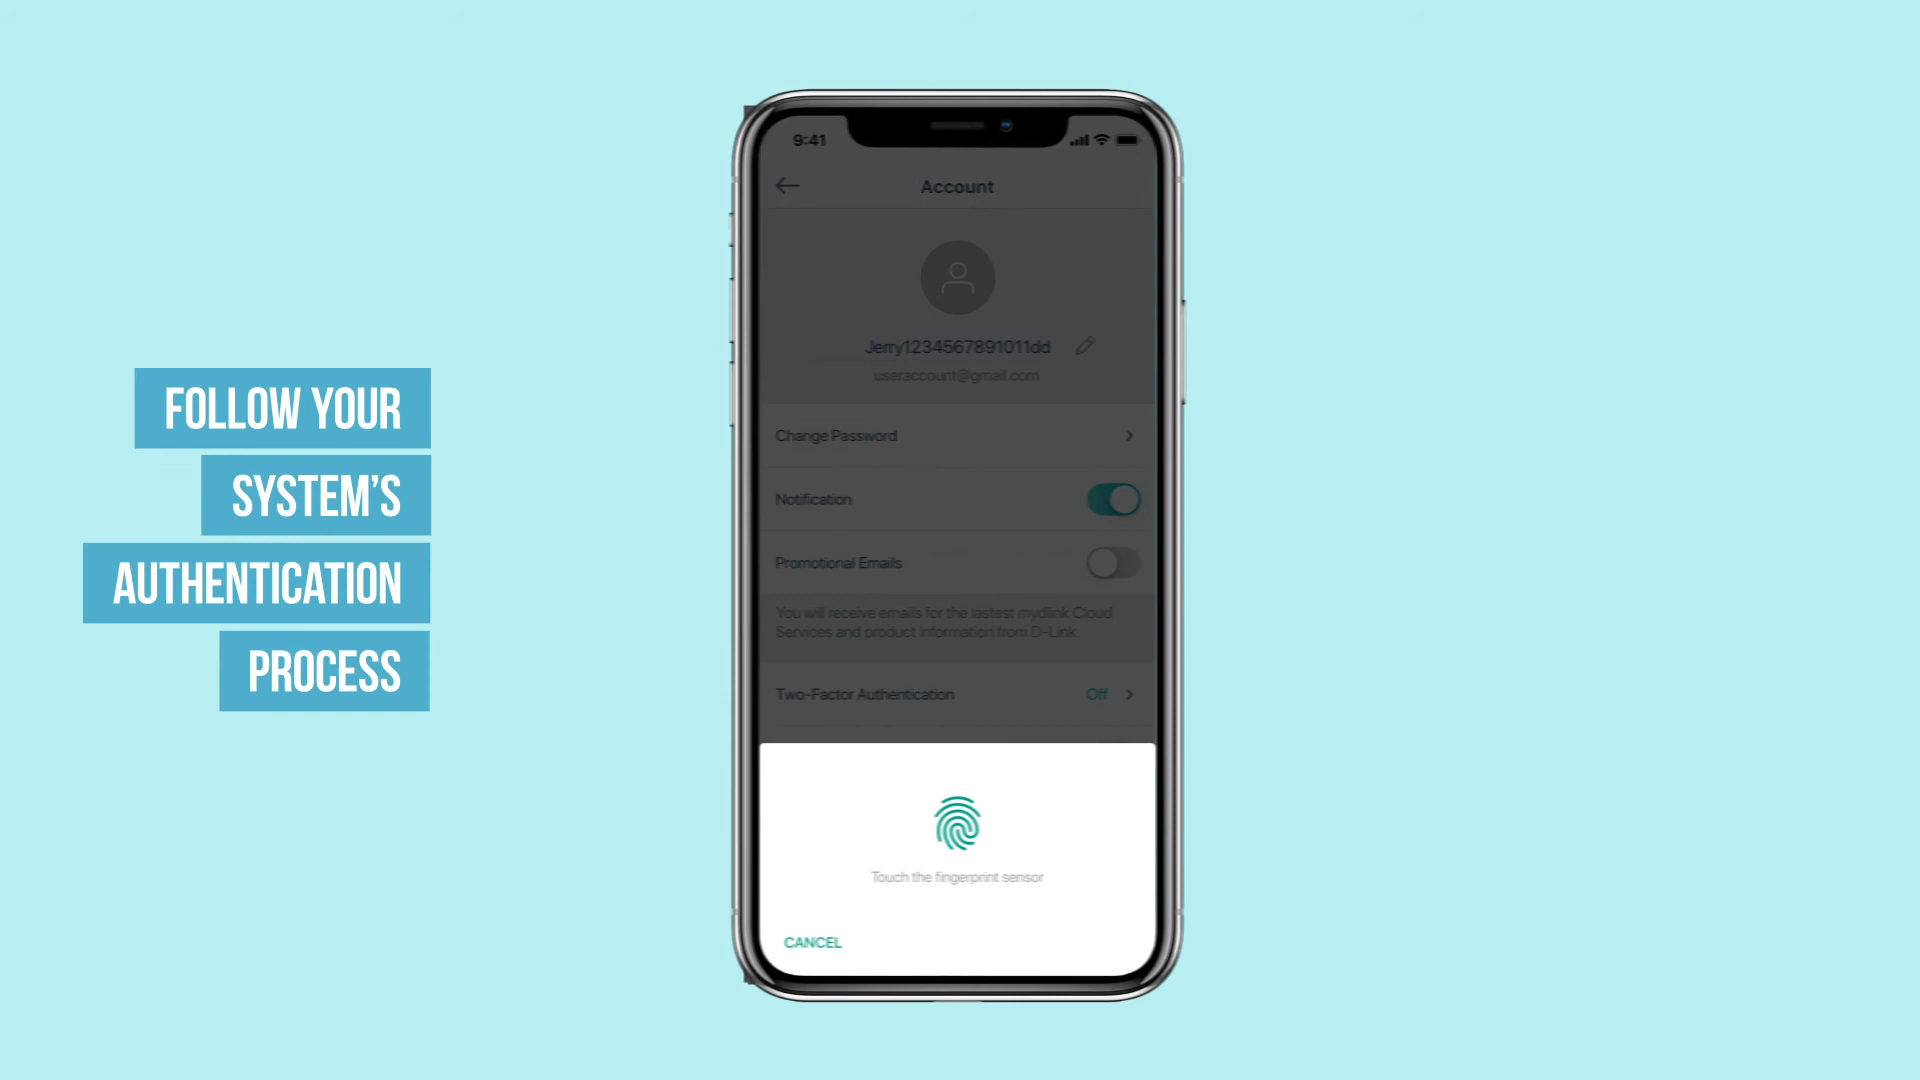 FOLLOW YOUR
SYSTEM'S
AUTHENTICATION
PROCESS
9:41
Account
Jerry1234567891011dd
useraccount@gmail.com
Change Password
Notification
Promotional Emails
You will receive emails for the lastest mydlink Cloud
Services and product information from D-Link
Two-Factor Authentication Off
Touch the fingerprint sensor
CANCEL